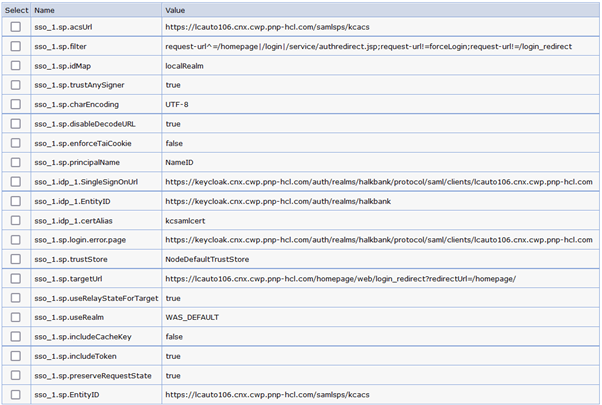 Select Name Value
sso_1.sp.acsUrl https://lcauto106.cnx.cwp.pnp-hcl.com/samlsps/kcacs
sso_1.sp.filter request-url^=/homepage|/login|/service/authredirect.jsp;request-url!=forceLogin;request-url!=/login_redirect
sso_1.sp.idMap localRealm
sso_1.sp.trustAnySigner true
sso_1.sp.charEncoding UTF-8
sso_1.sp.disableDecodeURL true
sso_1.sp.enforceTaiCookie false
sso_1.sp.principalName NameID
sso_1.idp_1.SingleSignOnUrl https://keycloak.cnx.cwp.pnp-hcl.com/auth/realms/halkbank/protocol/saml/clients/lcauto106.cnx.cwp.pnp-hcl.com
sso_1.idp_1.EntityID https://keycloak.cnx.cwp.pnp-hcl.com/auth/realms/halkbank
sso_1.idp_1.certAlias kcsamlcert
sso_1.sp.login.error.page https://keycloak.cnx.cwp.pnp-hcl.com/auth/realms/halkbank/protocol/saml/clients/lcauto106.cnx.cwp.pnp-hcl.com
sso_1.sp.trustStore NodeDefaultTrustStore
sso_1.sp.targetUrl https://lcauto106.cnx.cwp.pnp-hcl.com/homepage/web/login_redirect?redirectUrl=/homepage/
sso_1.sp.useRelayStateForTarget true
sso_1.sp.useRealm WAS_DEFAULT
sso_1.sp.includeCacheKey false
sso_1.sp.includeToken true
sso_1.sp.preserveRequestState true
sso_1.sp.EntityID https://lcauto106.cnx.cwp.pnp-hcl.com/samlsps/kcacs